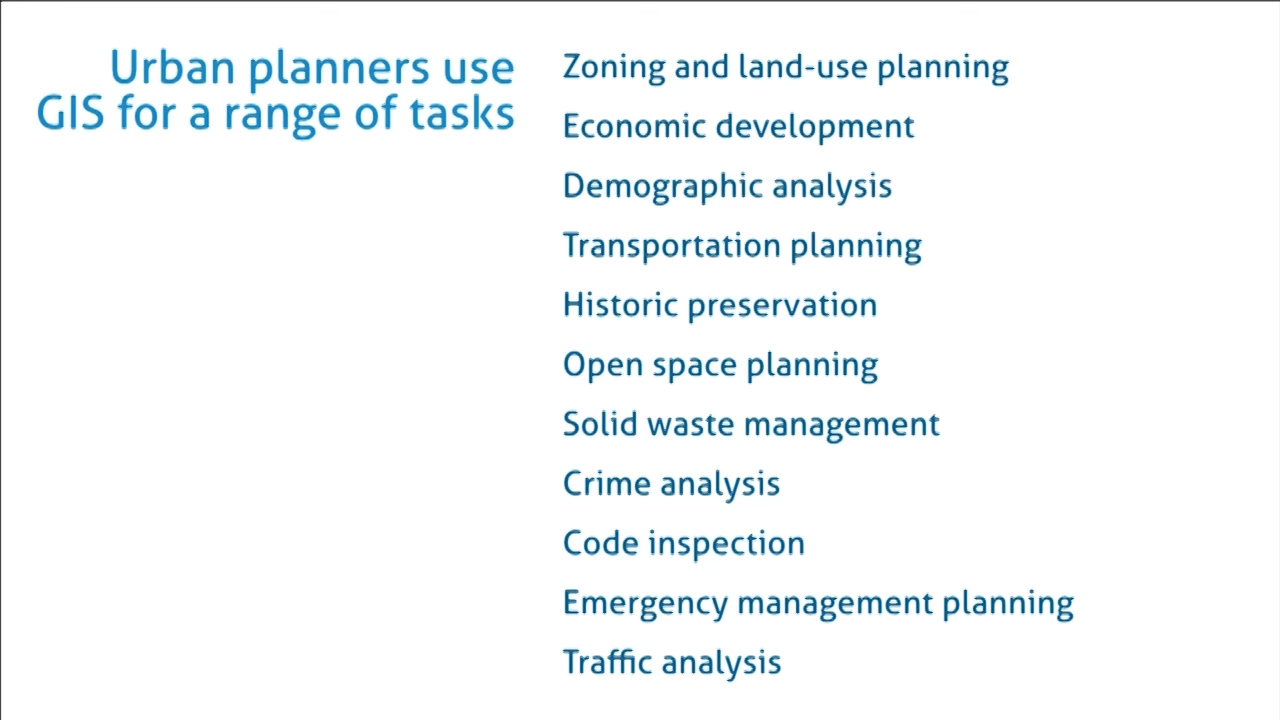 Urban planners use
GIS for a range of tasks
Zoning and land-use planning
Economic development
Demographic analysis
Transportation planning
Historic preservation
Open space planning
Solid waste management
Crime analysis
Code inspection
Emergency management planning
Traffic analysis